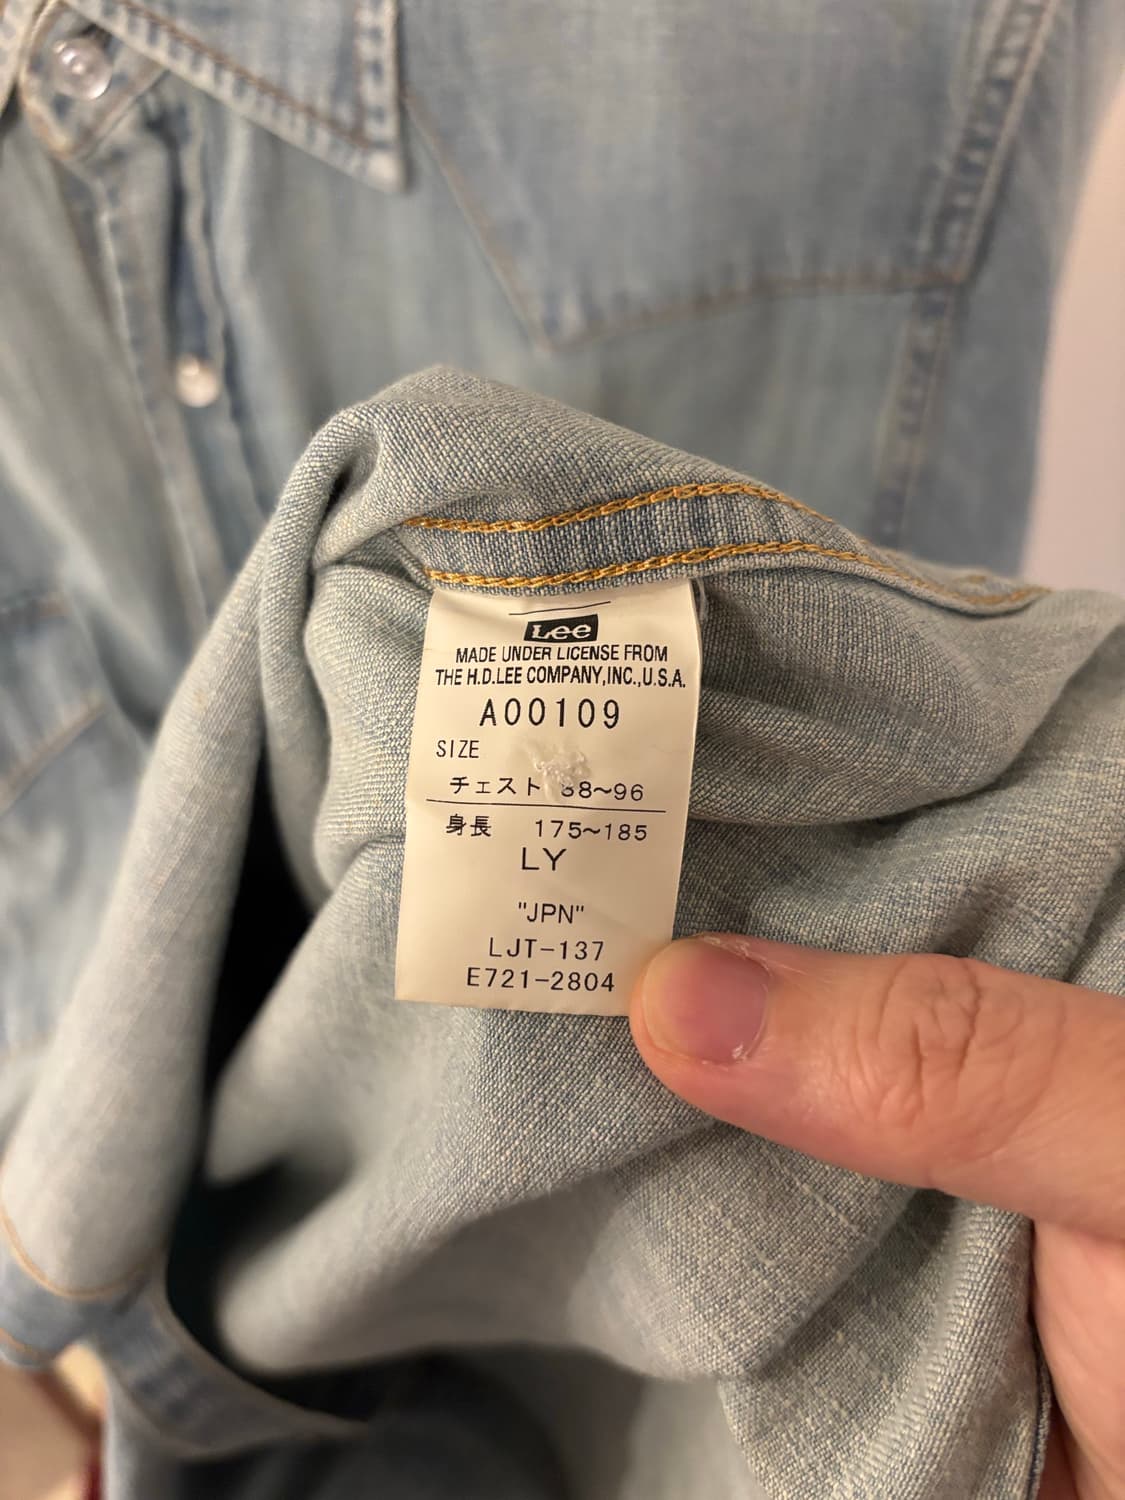 Lee
MADE UNDER LICENSE FROM
THE H.D.LEE COMPANY,INC.,U.S.A.
A00109
SIZE
チェスト 88~96
身長 175~185
LY
"JPN"
LJT-137
E721-2804